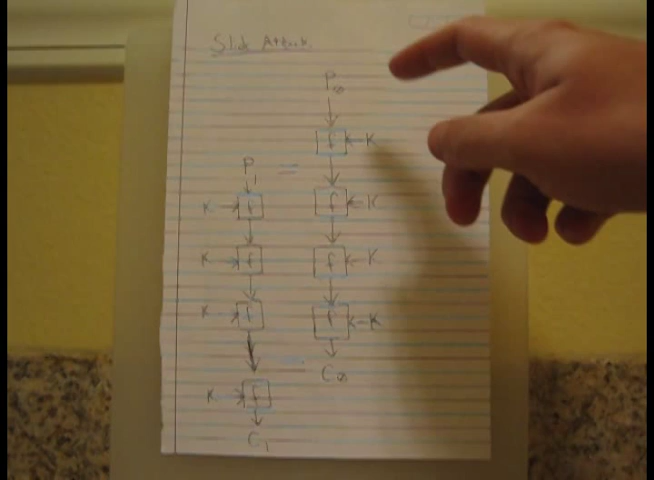 Slide Attack
P0
f K
P1 =
K f f K
K f f K
K f f K
=
C0
K f
C1